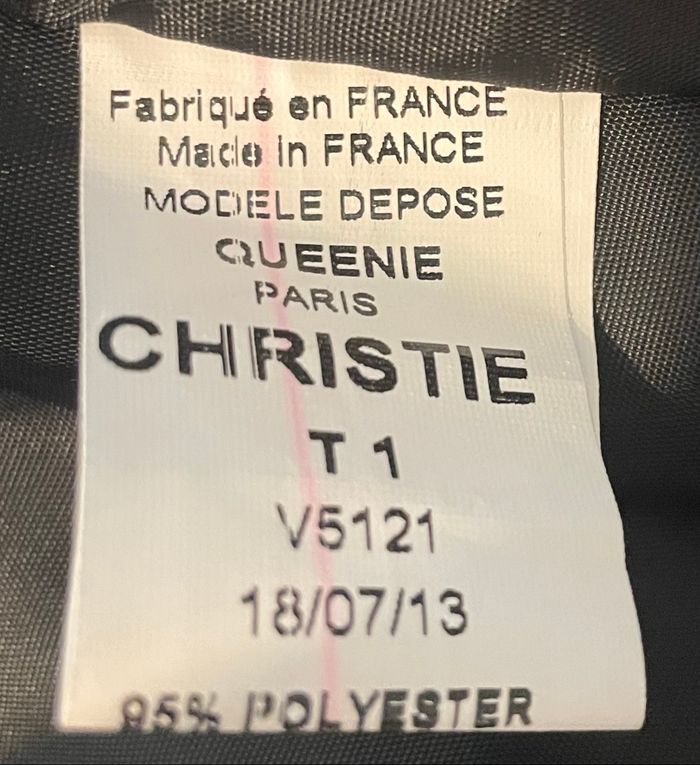 Fabriqué en FRANCE
Made in FRANCE
MODELE DEPOSE
QUEENIE
PARIS
CHRISTIE
T 1
V5121
18/07/13
95% POLYESTER